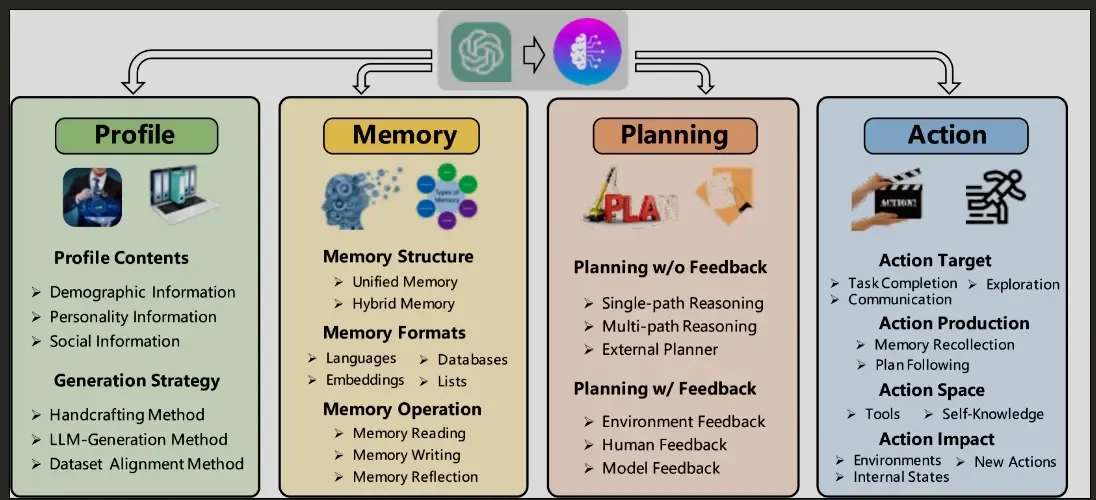 Profile
Profile Contents
➤ Demographic Information
➤ Personality Information
➤ Social Information
Generation Strategy
➤ Handcrafting Method
➤ LLM-Generation Method
➤ Dataset Alignment Method
Memory
Types of
Memory
Memory Structure
➤ Unified Memory
➤ Hybrid Memory
Memory Formats
➤ Languages ➤ Databases
➤ Embeddings ➤ Lists
Memory Operation
➤ Memory Reading
➤ Memory Writing
➤ Memory Reflection
Planning
PLAN
Planning w/o Feedback
➤ Single-path Reasoning
➤ Multi-path Reasoning
➤ External Planner
Planning w/ Feedback
➤ Environment Feedback
➤ Human Feedback
➤ Model Feedback
Action
ACTION!
Action Target
➤ Task Completion ➤ Exploration
➤ Communication
Action Production
➤ Memory Recollection
➤ Plan Following
Action Space
➤ Tools ➤ Self-Knowledge
Action Impact
➤ Environments ➤ New Actions
➤ Internal States